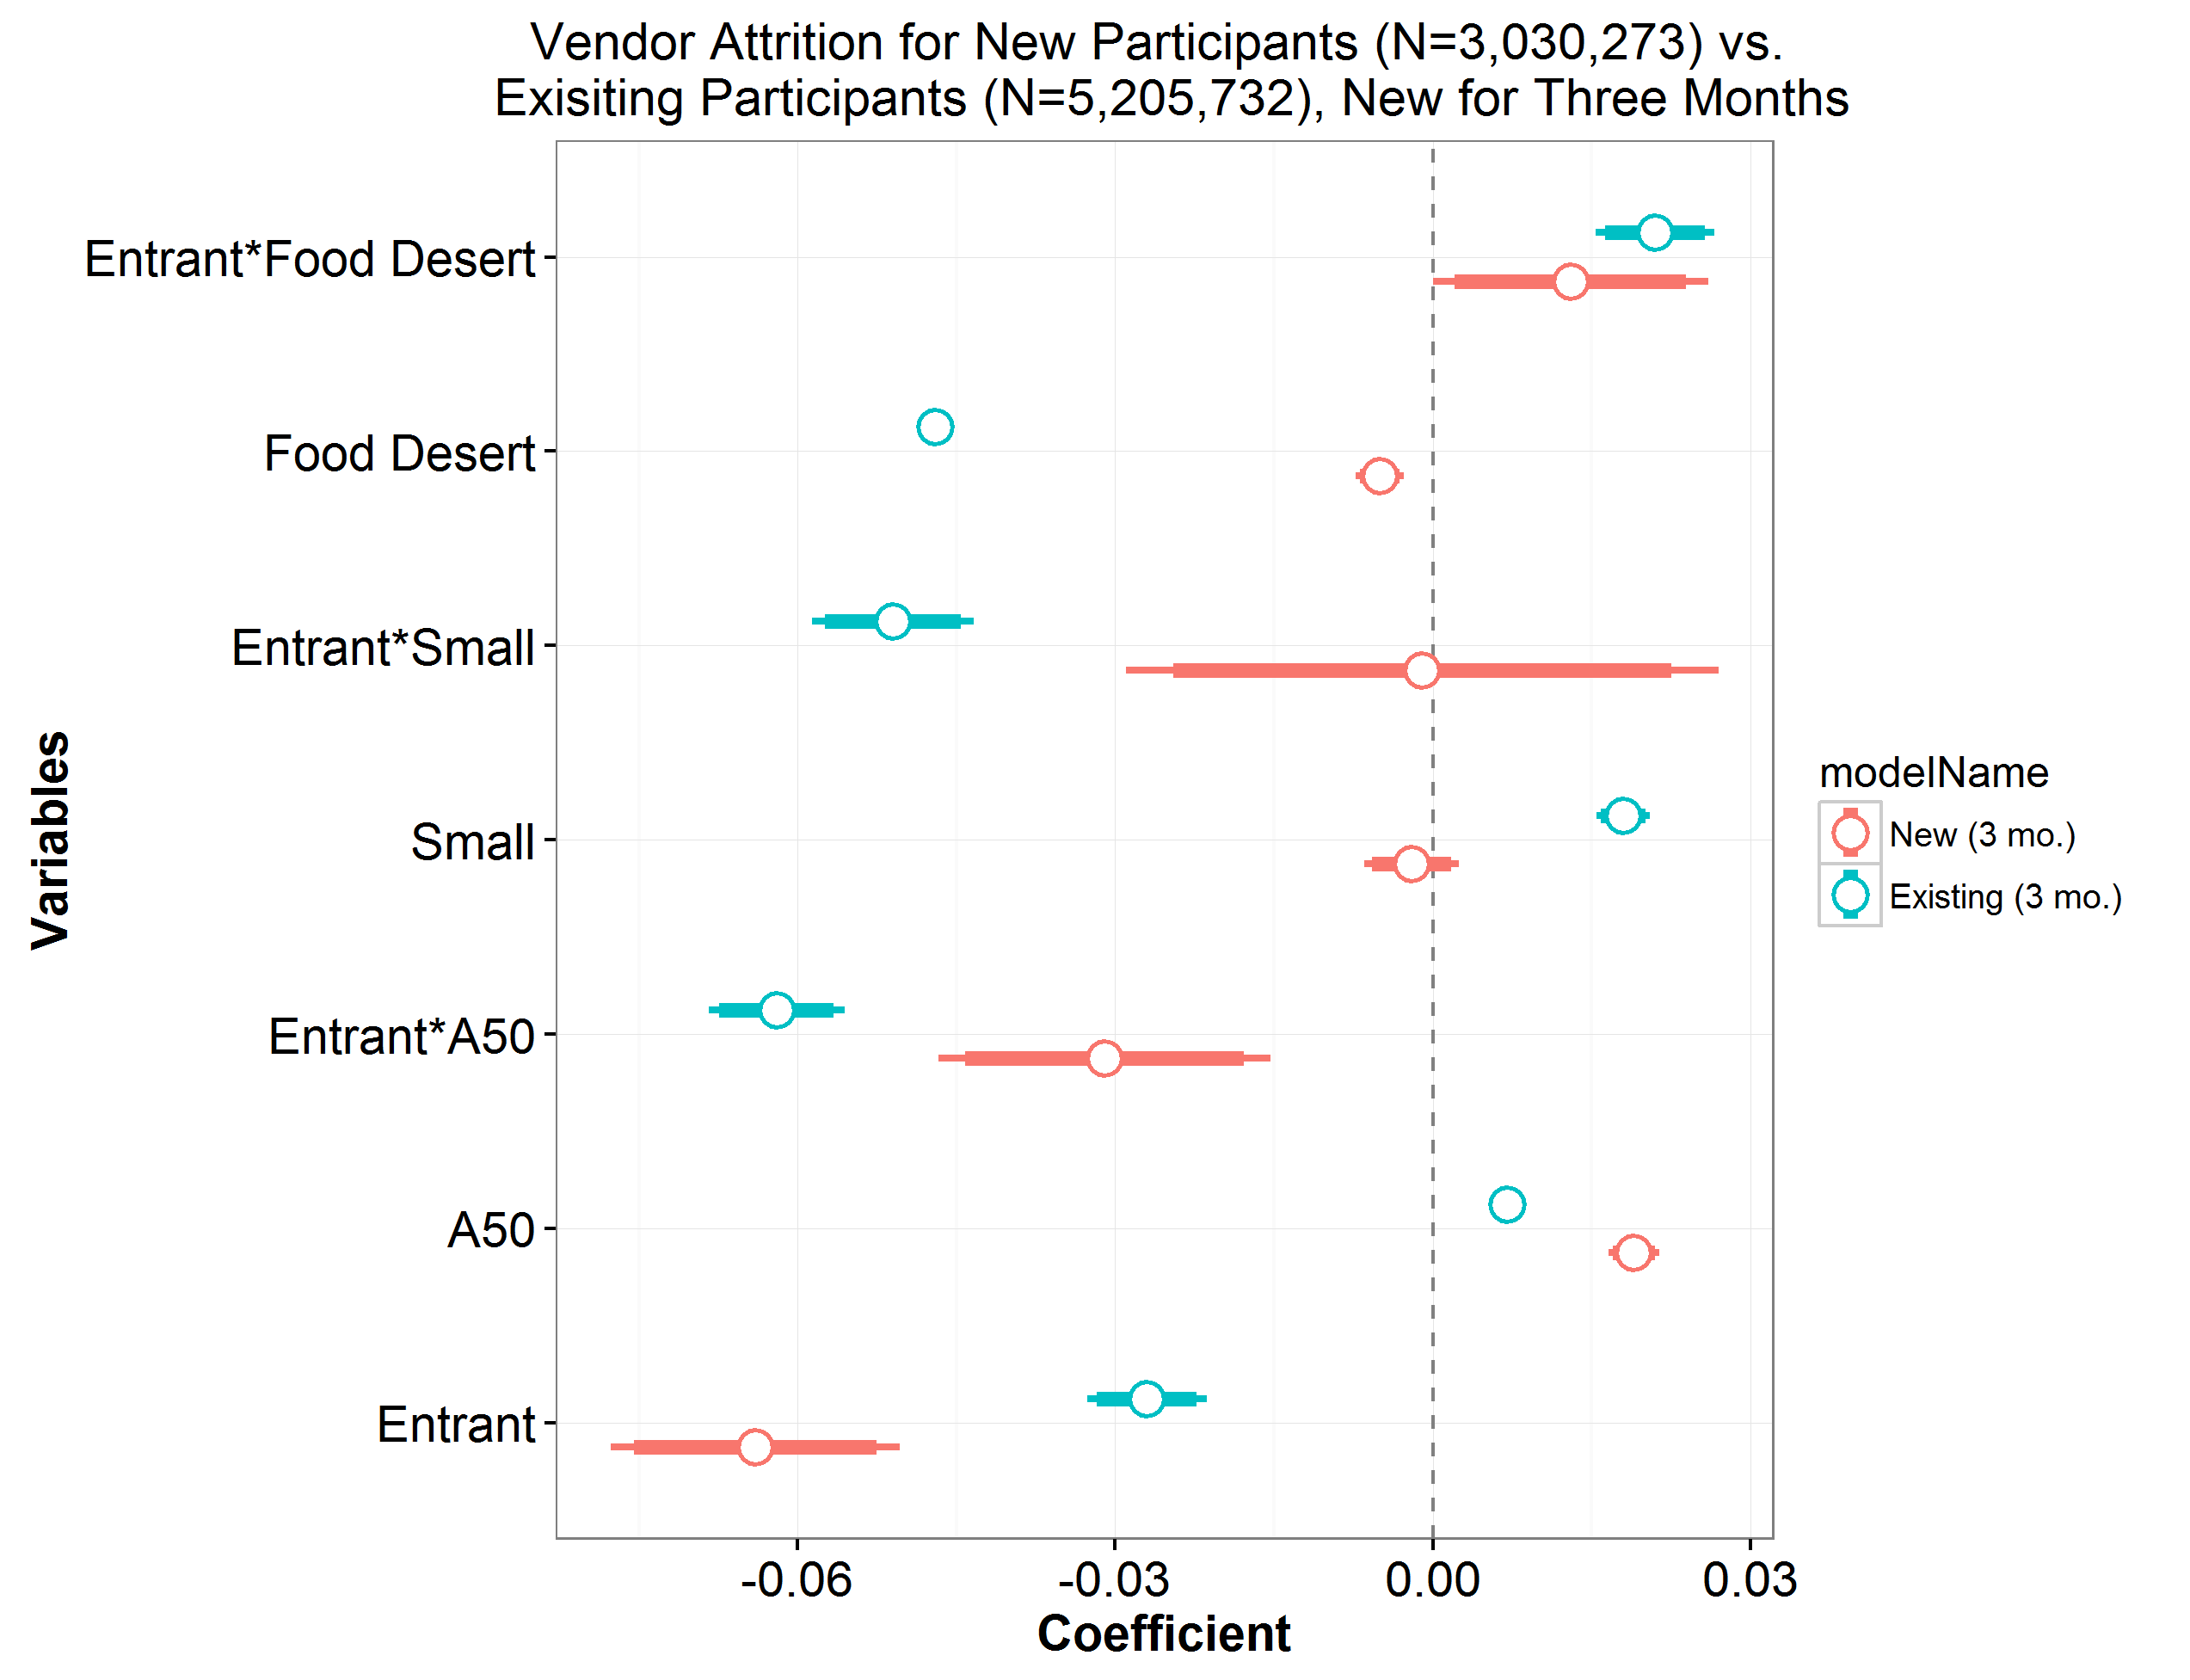 Vendor Attrition for New Participants (N=3,030,273) vs.
Exisiting Participants (N=5,205,732), New for Three Months
Entrant*Food Desert
Food Desert
Entrant*Small
Small
Entrant*A50
A50
Entrant
Variables
-0.06
-0.03
0.00
0.03
Coefficient
modelName
New (3 mo.)
Existing (3 mo.)